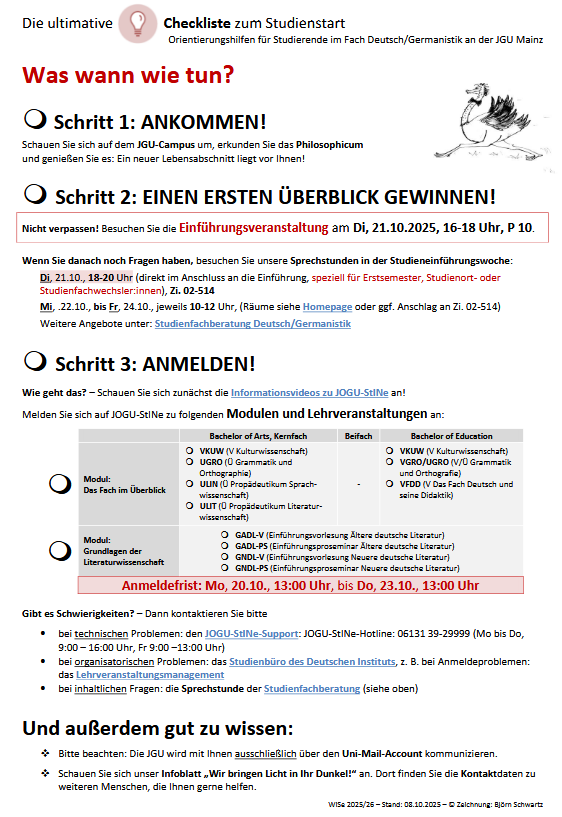 Die ultimative Checkliste zum Studienstart
Orientierungshilfen für Studierende im Fach Deutsch/Germanistik an der JGU Mainz
Was wann wie tun?
Schritt 1: ANKOMMEN!
Schauen Sie sich auf dem JGU-Campus um, erkunden Sie das Philosophicum
und genießen Sie es: Ein neuer Lebensabschnitt liegt vor Ihnen!
Schritt 2: EINEN ERSTEN ÜBERBLICK GEWINNEN!
Nicht verpassen! Besuchen Sie die Einführungsveranstaltung am Di, 21.10.2025, 16-18 Uhr, P 10.
Wenn Sie danach noch Fragen haben, besuchen Sie unsere Sprechstunden in der Studieneinführungswoche:
Di, 21.10., 18-20 Uhr (direkt im Anschluss an die Einführung, speziell für Erstsemester, Studienort- oder
Studienfachwechsler:innen), Zi. 02-514
Mi, .22.10., bis Fr, 24.10., jeweils 10-12 Uhr, (Räume siehe Homepage oder ggf. Anschlag an Zi. 02-514)
Weitere Angebote unter: Studienfachberatung Deutsch/Germanistik
Schritt 3: ANMELDEN!
Wie geht das? – Schauen Sie sich zunächst die Informationsvideos zu JOGU-StINe an!
Melden Sie sich auf JOGU-StINe zu folgenden Modulen und Lehrveranstaltungen an:
Bachelor of Arts, Kernfach Beifach Bachelor of Education
Modul:
Das Fach im Überblick
VKUW (V Kulturwissenschaft)
UGRO (Ü Grammatik und
Orthographie)
ULIN (Ü Propädeutikum Sprach-
wissenschaft)
ULIT (Ü Propädeutikum Literatur-
wissenschaft)
-
VKUW (V Kulturwissenschaft)
VGRO/UGRO (V/Ü Grammatik
und Orthografie)
VFDD (V Das Fach Deutsch und
seine Didaktik)
Modul:
Grundlagen der
Literaturwissenschaft
GADL-V (Einführungsvorlesung Ältere deutsche Literatur)
GADL-PS (Einführungsproseminar Ältere deutsche Literatur)
GNDL-V (Einführungsvorlesung Neuere deutsche Literatur)
GNDL-PS (Einführungsproseminar Neuere deutsche Literatur)
Anmeldefrist: Mo, 20.10., 13:00 Uhr, bis Do, 23.10., 13:00 Uhr
Gibt es Schwierigkeiten? – Dann kontaktieren Sie bitte
• bei technischen Problemen: den JOGU-StINe-Support: JOGU-StINe-Hotline: 06131 39-29999 (Mo bis Do,
9:00 – 16:00 Uhr, Fr 9:00 –13:00 Uhr)
• bei organisatorischen Problemen: das Studienbüro des Deutschen Instituts, z. B. bei Anmeldeproblemen:
das Lehrveranstaltungsmanagement
• bei inhaltlichen Fragen: die Sprechstunde der Studienfachberatung (siehe oben)
Und außerdem gut zu wissen:
❖ Bitte beachten: Die JGU wird mit Ihnen ausschließlich über den Uni-Mail-Account kommunizieren.
❖ Schauen Sie sich unser Infoblatt „Wir bringen Licht in Ihr Dunkel!“ an. Dort finden Sie die Kontaktdaten zu
weiteren Menschen, die Ihnen gerne helfen.
WiSe 2025/26 – Stand: 08.10.2025 – © Zeichnung: Björn Schwartz